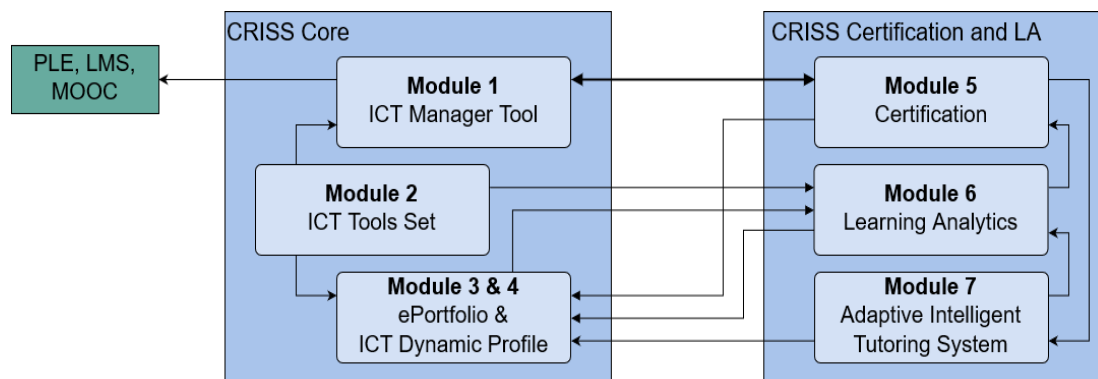 CRISS Core
PLE, LMS,
MOOC
Module 1
ICT Manager Tool
Module 2
ICT Tools Set
Module 3 & 4
ePortfolio &
ICT Dynamic Profile
CRISS Certification and LA
Module 5
Certification
Module 6
Learning Analytics
Module 7
Adaptive Intelligent
Tutoring System